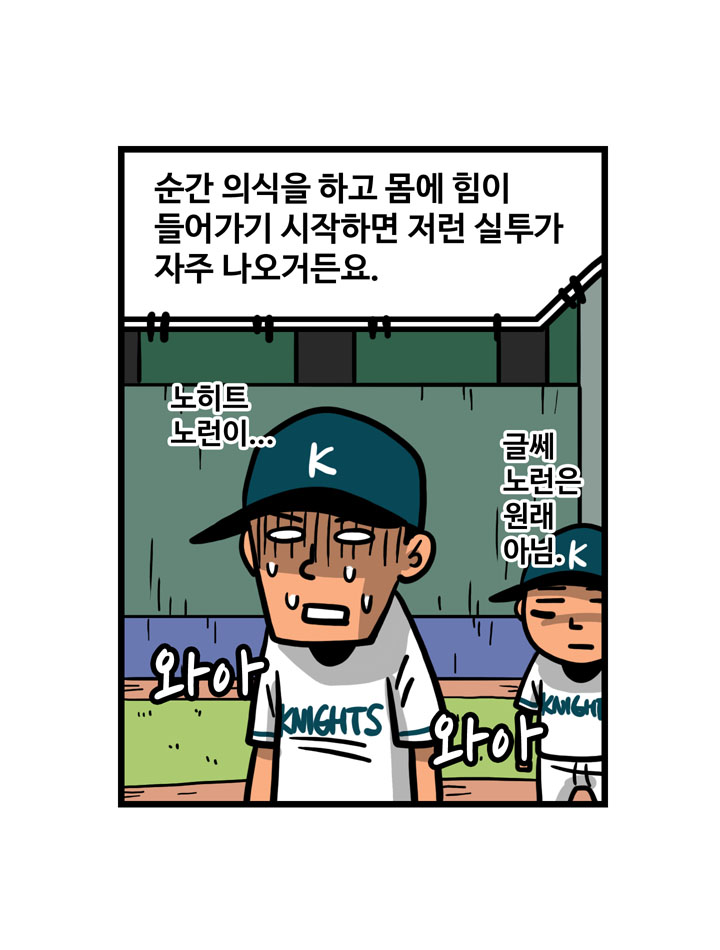 순간 의식을 하고 몸에 힘이
들어가기 시작하면 저런 실투가
자주 나오거든요.
노히트
노런이...
K
글쎄
노런은
원래
아님.
K
와아
KNIGHTS
와아
KNIGHT